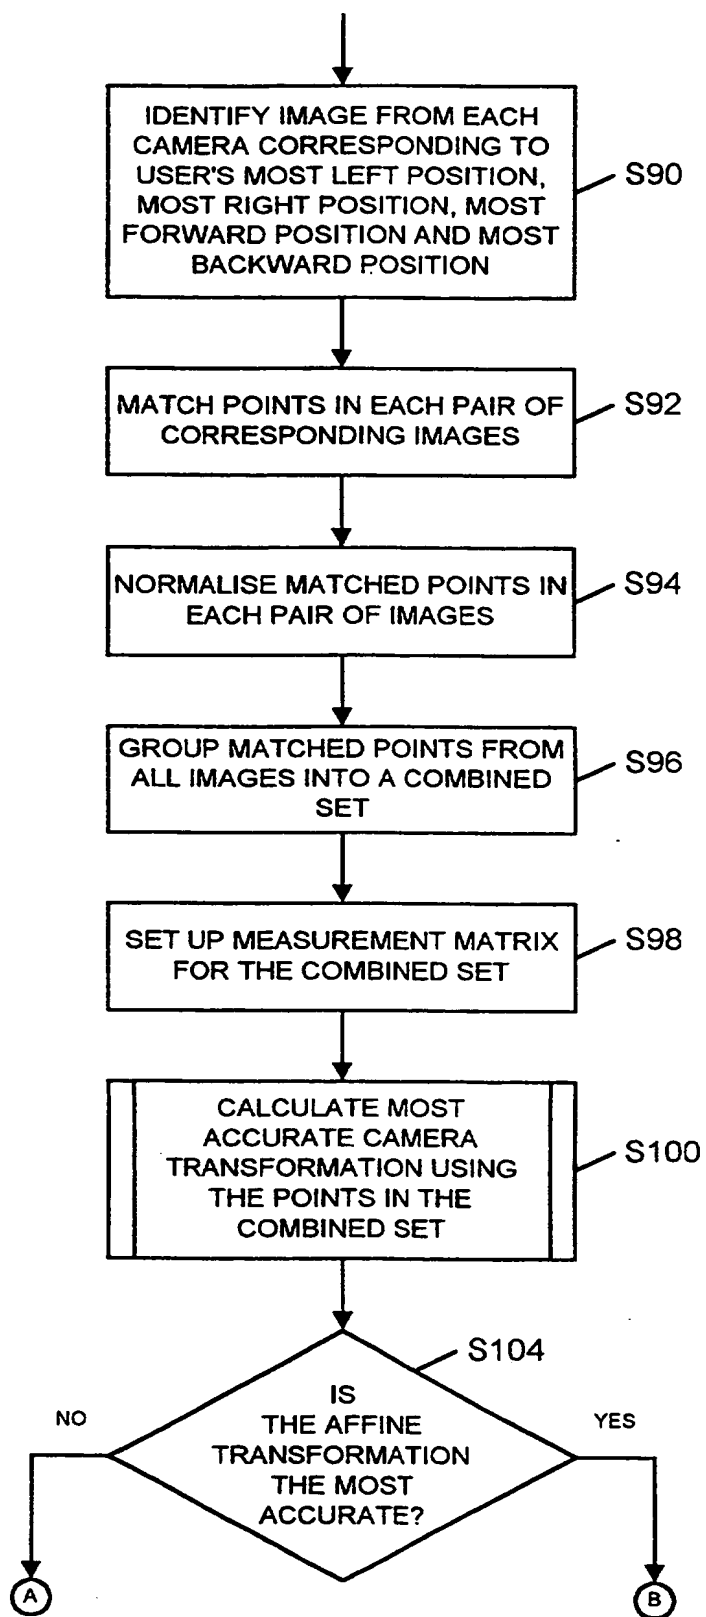 IDENTIFY IMAGE FROM EACH
CAMERA CORRESPONDING TO
USER'S MOST LEFT POSITION,
MOST RIGHT POSITION, MOST
FORWARD POSITION AND MOST
BACKWARD POSITION
S90
MATCH POINTS IN EACH PAIR OF
CORRESPONDING IMAGES
S92
NORMALISE MATCHED POINTS IN
EACH PAIR OF IMAGES
S94
GROUP MATCHED POINTS FROM
ALL IMAGES INTO A COMBINED
SET
S96
SET UP MEASUREMENT MATRIX
FOR THE COMBINED SET
S98
CALCULATE MOST
ACCURATE CAMERA
TRANSFORMATION USING
THE POINTS IN THE
COMBINED SET
S100
S104
IS
THE AFFINE
TRANSFORMATION
THE MOST
ACCURATE?
NO
YES
A
B